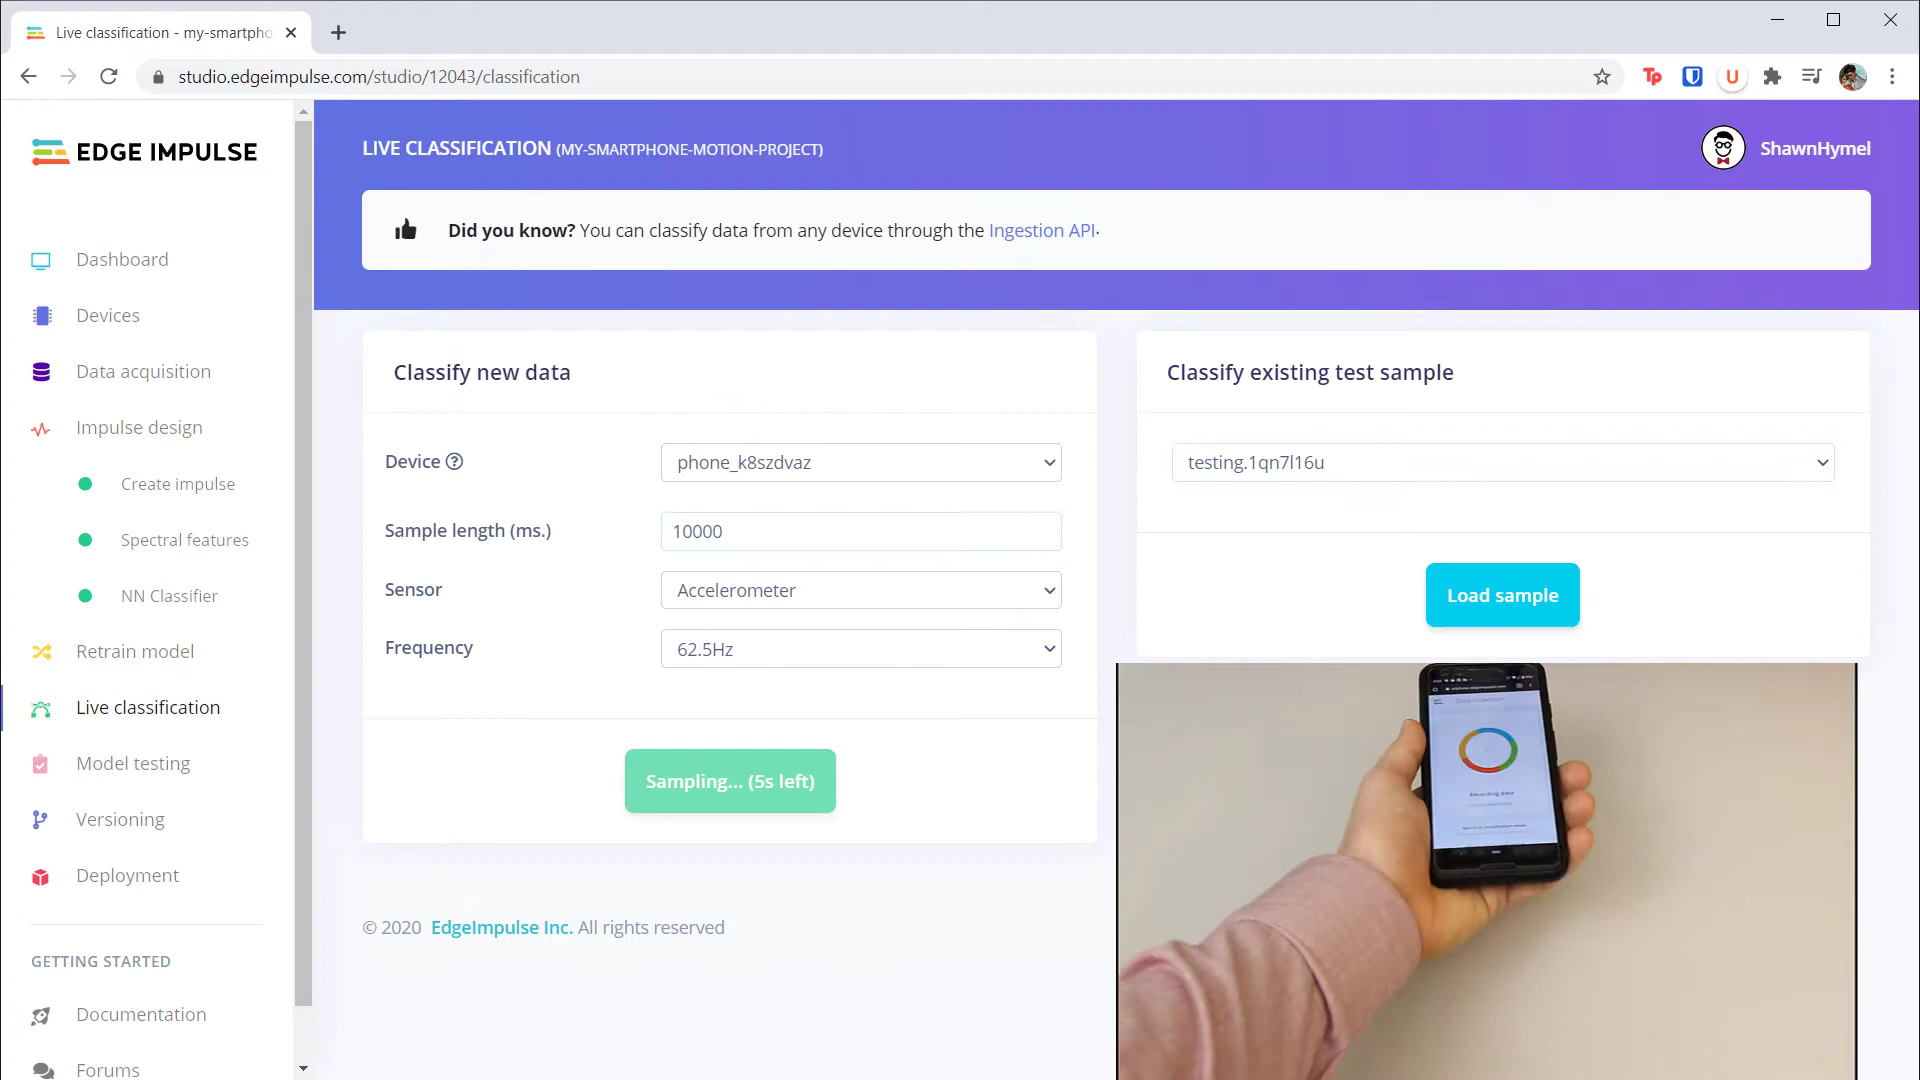 Live classification - my-smartpho
studio.edgeimpulse.com/studio/12043/classification
EDGE IMPULSE
Dashboard
Devices
Data acquisition
Impulse design
Create impulse
Spectral features
NN Classifier
Retrain model
Live classification
Model testing
Versioning
Deployment
GETTING STARTED
Documentation
Forums
LIVE CLASSIFICATION (MY-SMARTPHONE-MOTION-PROJECT)
ShawnHymel
Did you know? You can classify data from any device through the Ingestion API.
Classify new data
Device
phone_k8szdvaz
Sample length (ms.)
10000
Sensor
Accelerometer
Frequency
62.5Hz
Sampling... (5s left)
Classify existing test sample
testing.1qn7l16u
Load sample
Data collection
Recording data
© 2020 EdgeImpulse Inc. All rights reserved